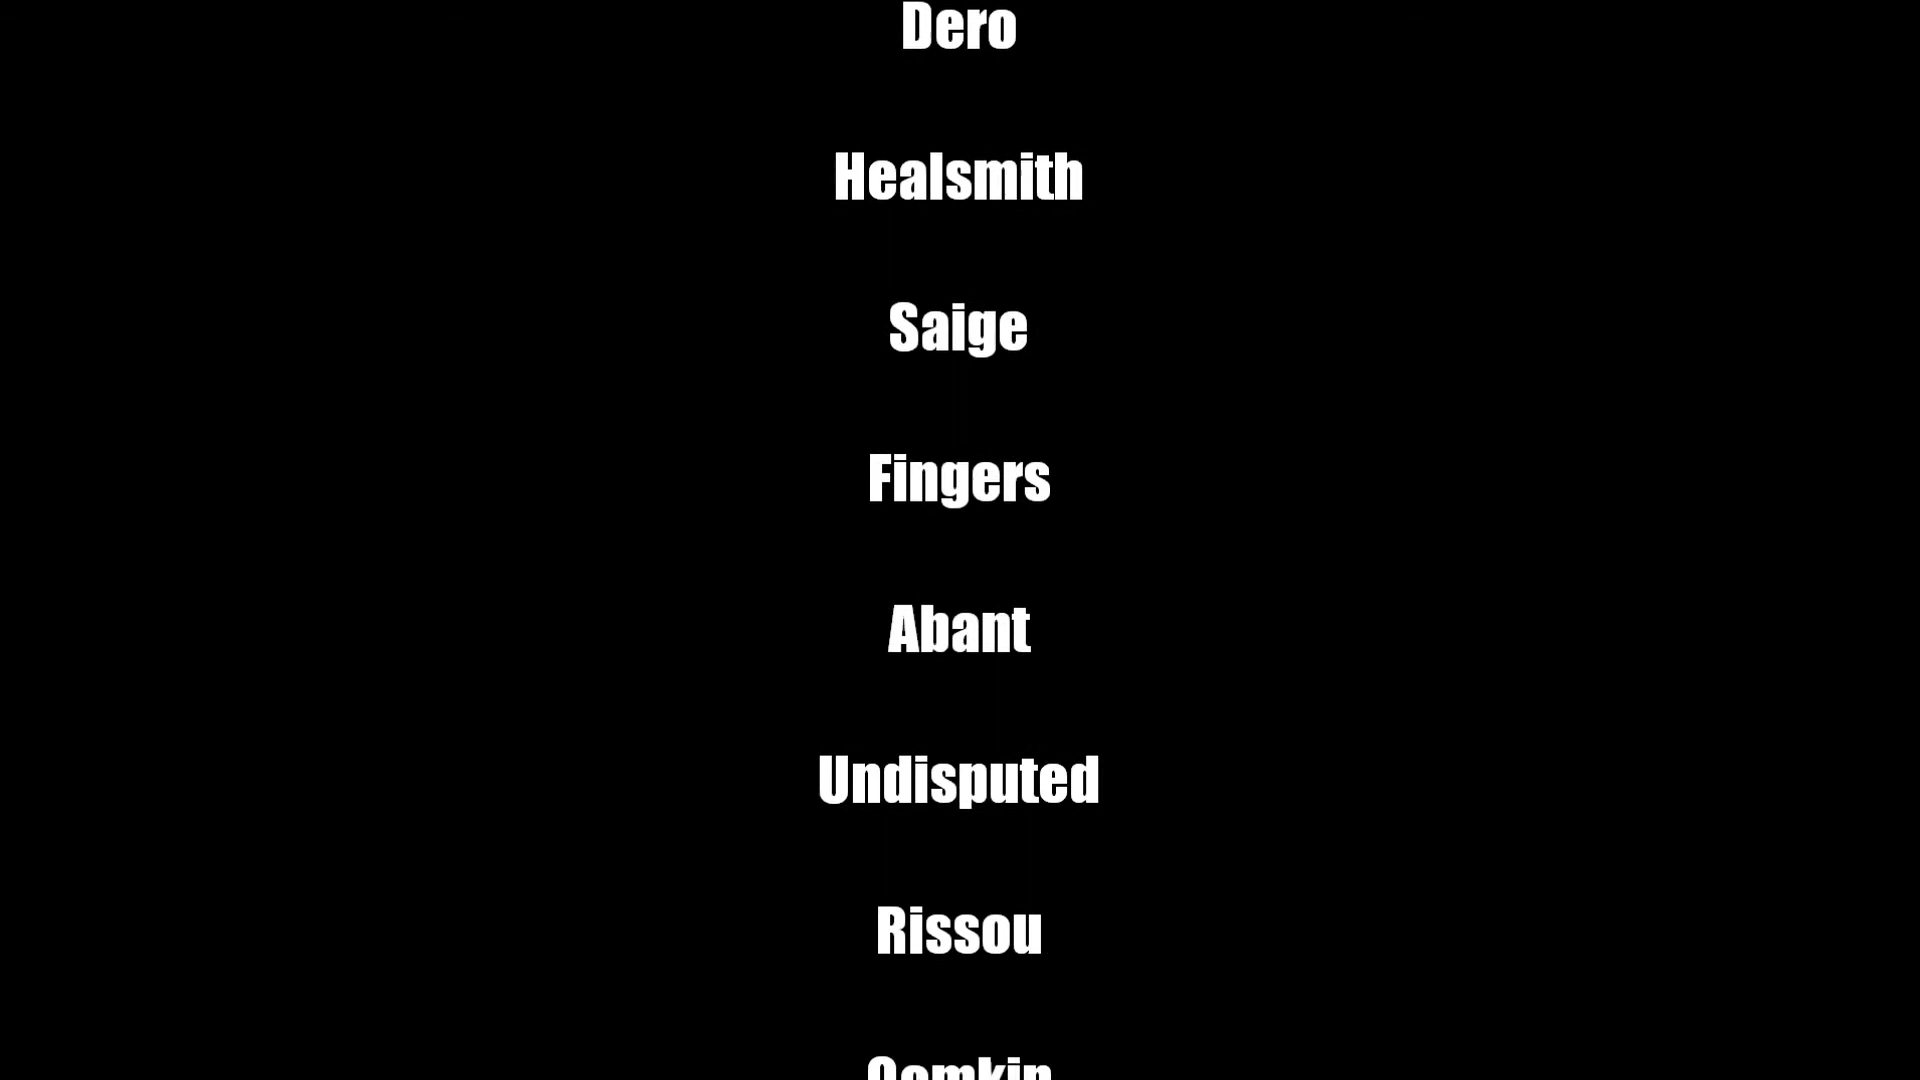 Dero
Healsmith
Saige
Fingers
Abant
Undisputed
Rissou